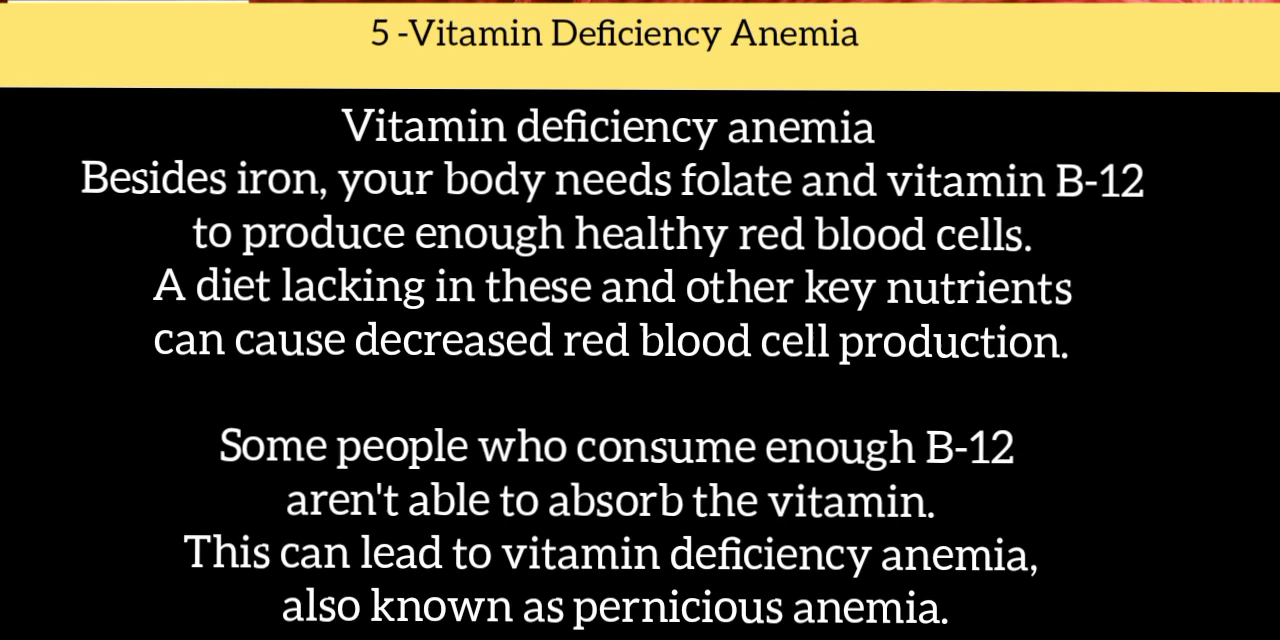 5 -Vitamin Deficiency Anemia
Vitamin deficiency anemia
Besides iron, your body needs folate and vitamin B-12
to produce enough healthy red blood cells.
A diet lacking in these and other key nutrients
can cause decreased red blood cell production.
Some people who consume enough B-12
aren't able to absorb the vitamin.
This can lead to vitamin deficiency anemia,
also known as pernicious anemia.